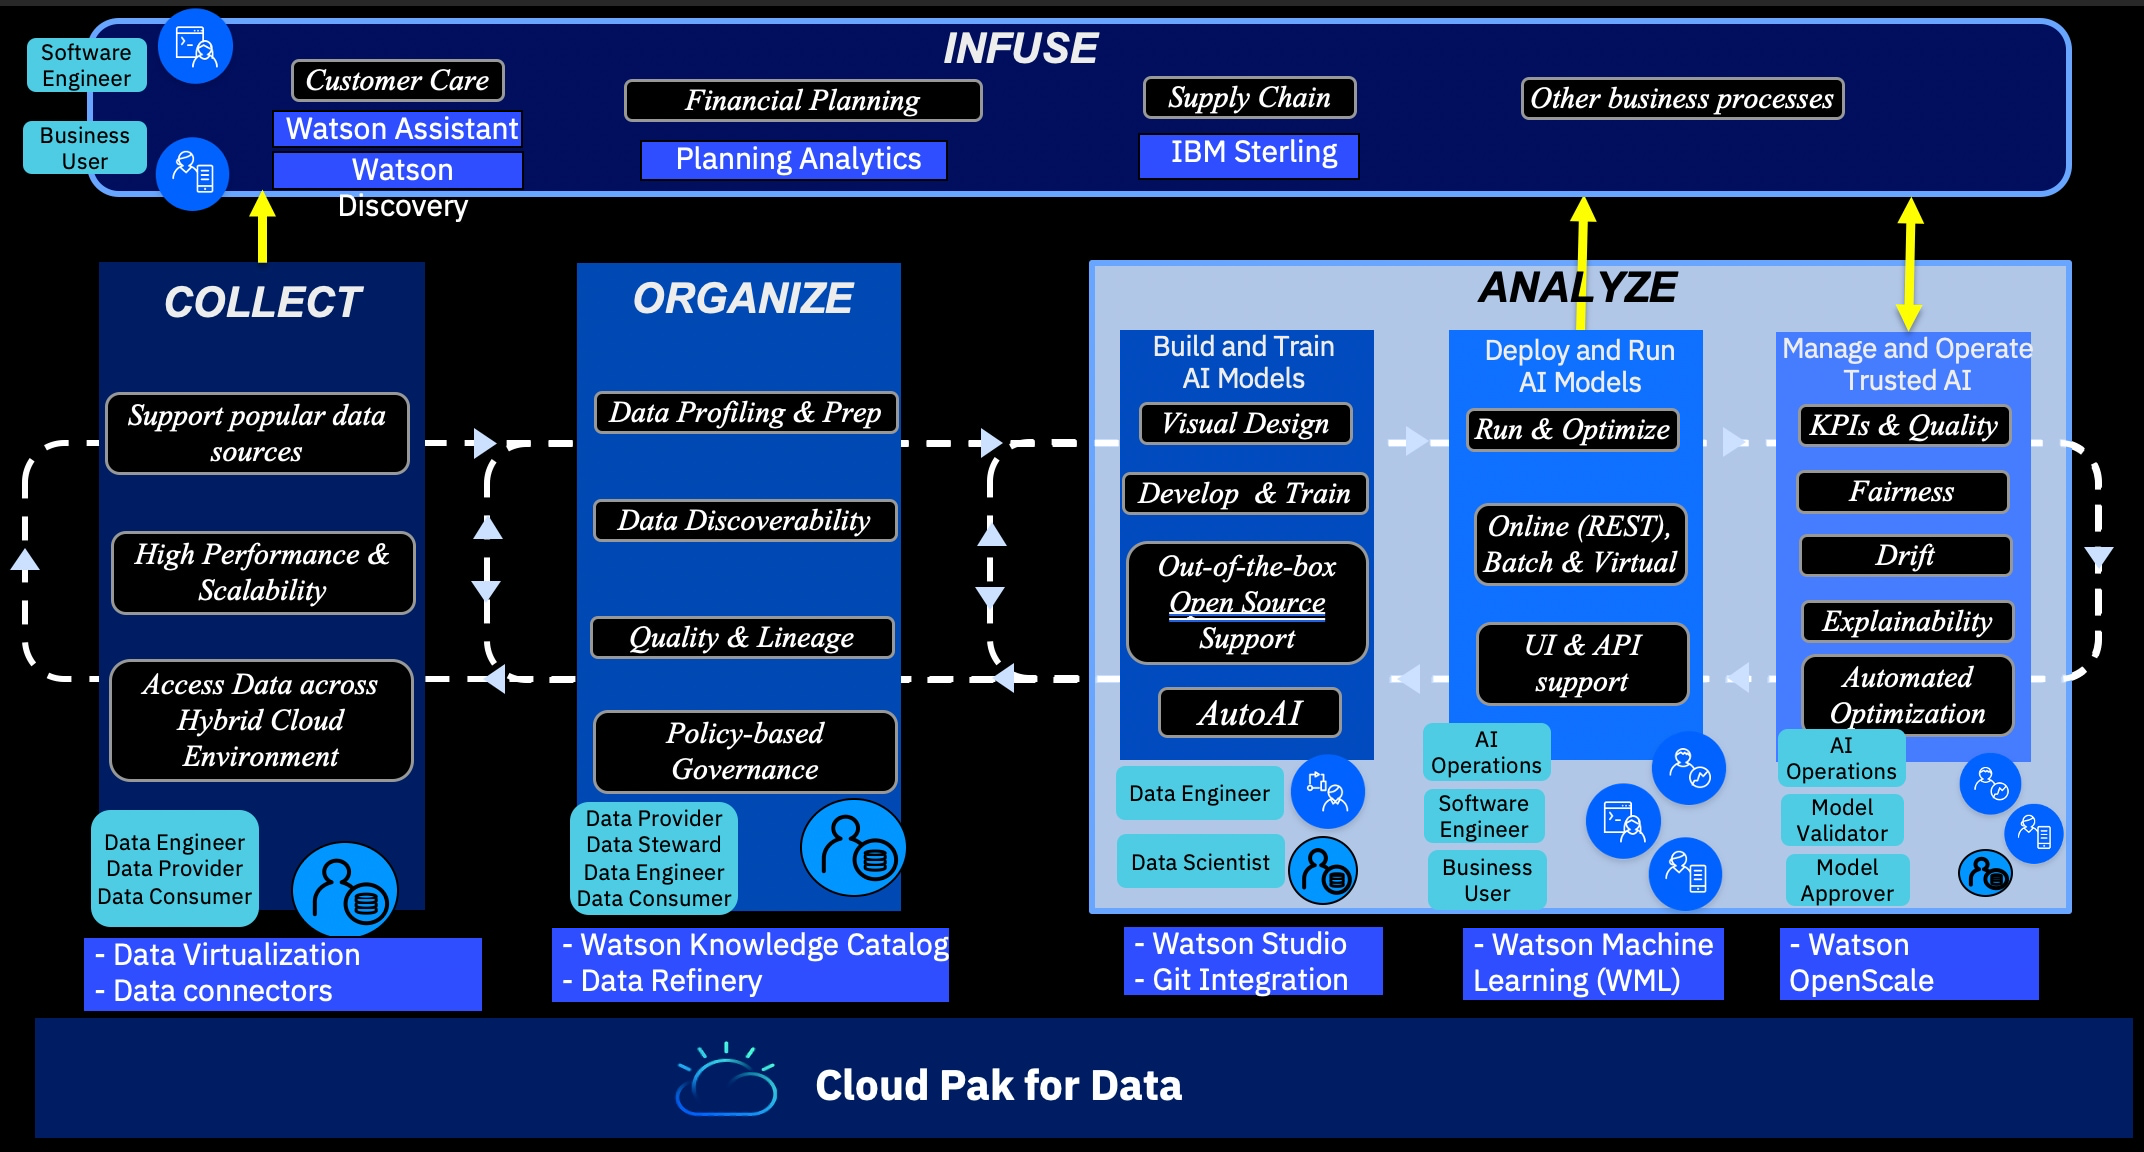 INFUSE
Software
Engineer
Business
User
Customer Care
Watson Assistant
Watson
Discovery
Financial Planning
Planning Analytics
Supply Chain
IBM Sterling
Other business processes
COLLECT
Support popular data
sources
High Performance &
Scalability
Access Data across
Hybrid Cloud
Environment
Data Engineer
Data Provider
Data Consumer
- Data Virtualization
- Data connectors
ORGANIZE
Data Profiling & Prep
Data Discoverability
Quality & Lineage
Policy-based
Governance
Data Provider
Data Steward
Data Engineer
Data Consumer
- Watson Knowledge Catalog
- Data Refinery
ANALYZE
Build and Train
AI Models
Visual Design
Develop  & Train
Out-of-the-box
Open Source
Support
AutoAI
Data Engineer
Data Scientist
- Watson Studio
- Git Integration
Deploy and Run
AI Models
Run & Optimize
Online (REST),
Batch & Virtual
UI & API
support
AI
Operations
Software
Engineer
Business
User
- Watson Machine
Learning (WML)
Manage and Operate
Trusted AI
KPIs & Quality
Fairness
Drift
Explainability
Automated
Optimization
AI
Operations
Model
Validator
Model
Approver
- Watson
OpenScale
Cloud Pak for Data